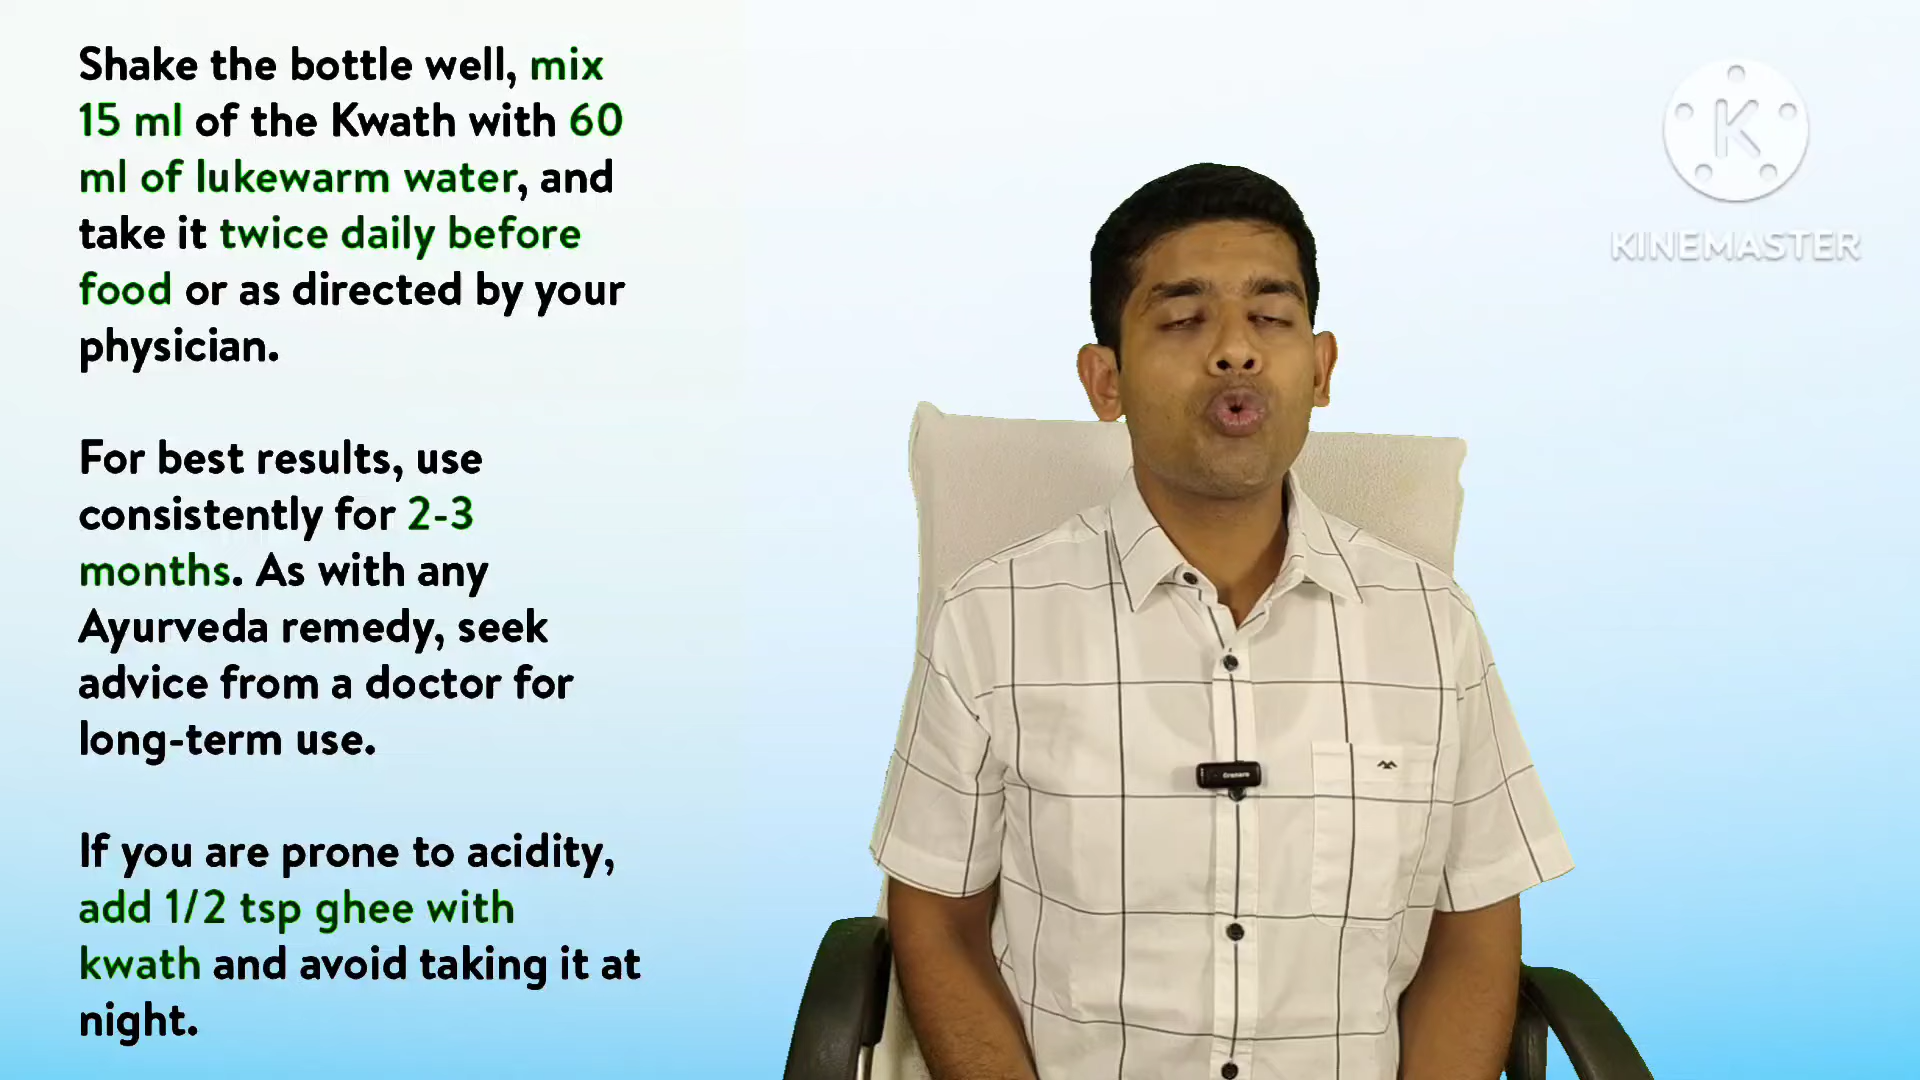 Shake the bottle well, mix
15 ml of the Kwath with 60
ml of lukewarm water, and
take it twice daily before
food or as directed by your
physician.
For best results, use
consistently for 2-3
months. As with any
Ayurveda remedy, seek
advice from a doctor for
long-term use.
If you are prone to acidity,
add 1/2 tsp ghee with
kwath and avoid taking it at
night.
K
KINEMASTER